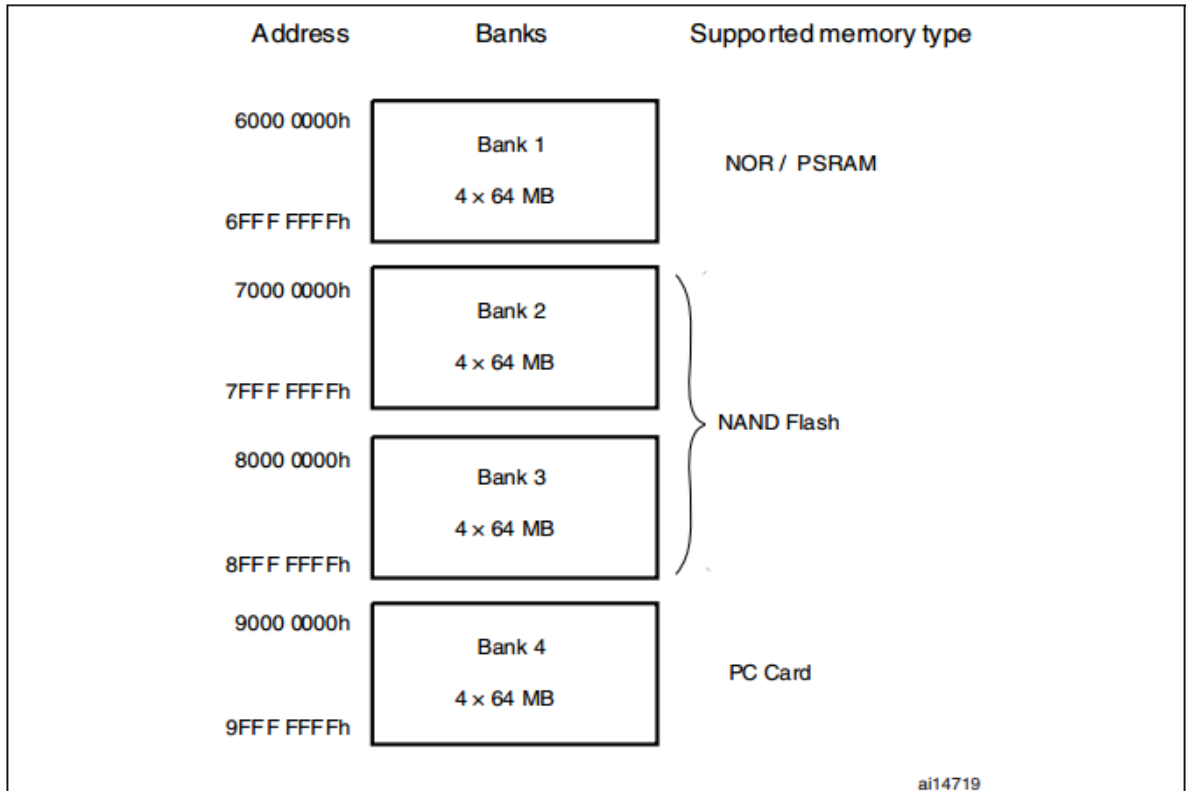 Address Banks Supported memory type
6000 0000h
Bank 1
NOR / PSRAM
4 × 64 MB
6FFF FFFFh
7000 0000h
Bank 2
4 × 64 MB
7FFF FFFFh
NAND Flash
8000 0000h
Bank 3
4 × 64 MB
8FFF FFFFh
9000 0000h
Bank 4
PC Card
4 × 64 MB
9FFF FFFFh
ai14719